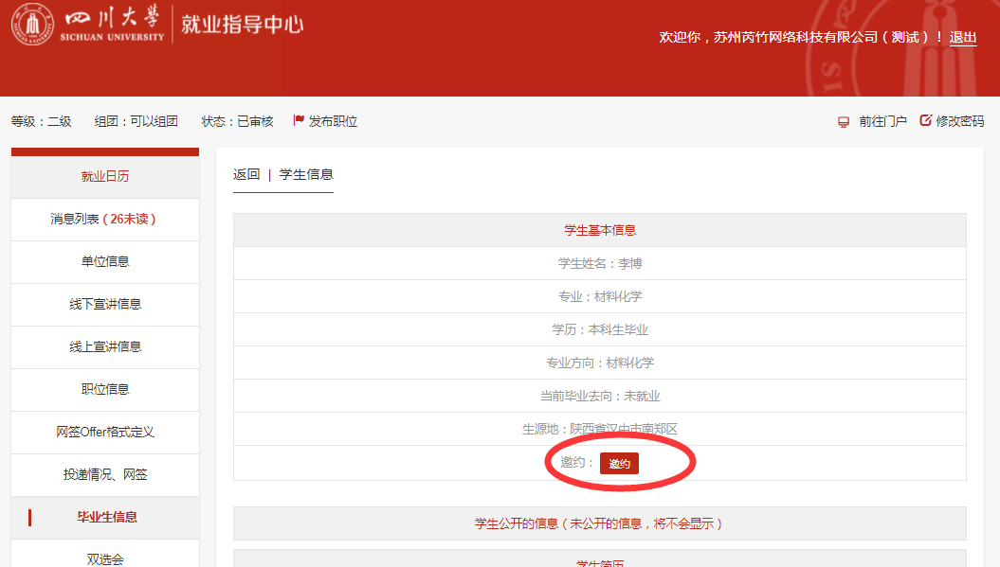 四川大学
SICHUAN UNIVERSITY
就业指导中心
欢迎你，苏州芮竹网络科技有限公司（测试）！ 退出
等级：二级 组团：可以组团 状态：已审核 发布职位
前往门户 修改密码
就业日历
消息列表（26未读）
单位信息
线下宣讲信息
线上宣讲信息
职位信息
网签Offer格式定义
投递情况、网签
毕业生信息
双选会
返回 | 学生信息
学生基本信息
学生姓名：李博
专业：材料化学
学历：本科生毕业
专业方向：材料化学
当前毕业去向：未就业
生源地：陕西省汉中市南郑区
邀约： 邀约
学生公开的信息（未公开的信息，将不会显示）
学生简历